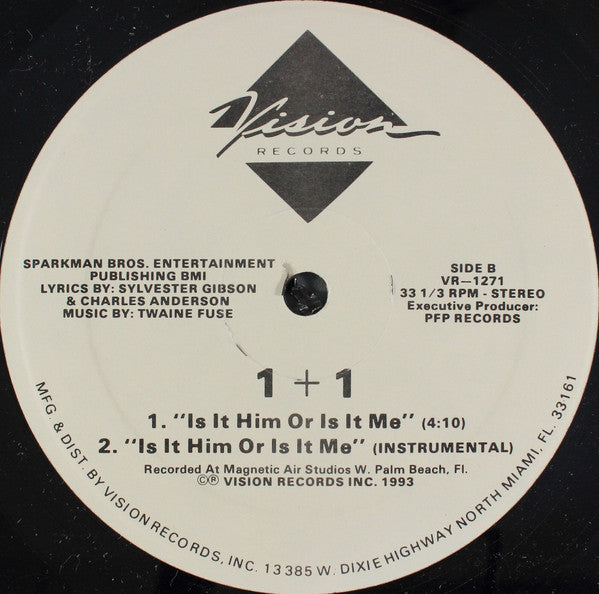 Vision
RECORDS
SPARKMAN BROS. ENTERTAINMENT
PUBLISHING BMI
LYRICS BY: SYLVESTER GIBSON
& CHARLES ANDERSON
MUSIC BY: TWAINE FUSE
SIDE B
VR—1271
33 1/3 RPM - STEREO
Executive Producer:
PFP RECORDS
1 + 1
1. "Is It Him Or Is It Me" (4:10)
2. "Is It Him Or Is It Me" (INSTRUMENTAL)
Recorded At Magnetic Air Studios W. Palm Beach, Fl.
©℗ VISION RECORDS INC. 1993
MFG. & DIST. BY VISION RECORDS, INC. 13385 W. DIXIE HIGHWAY NORTH MIAMI, FL. 33161